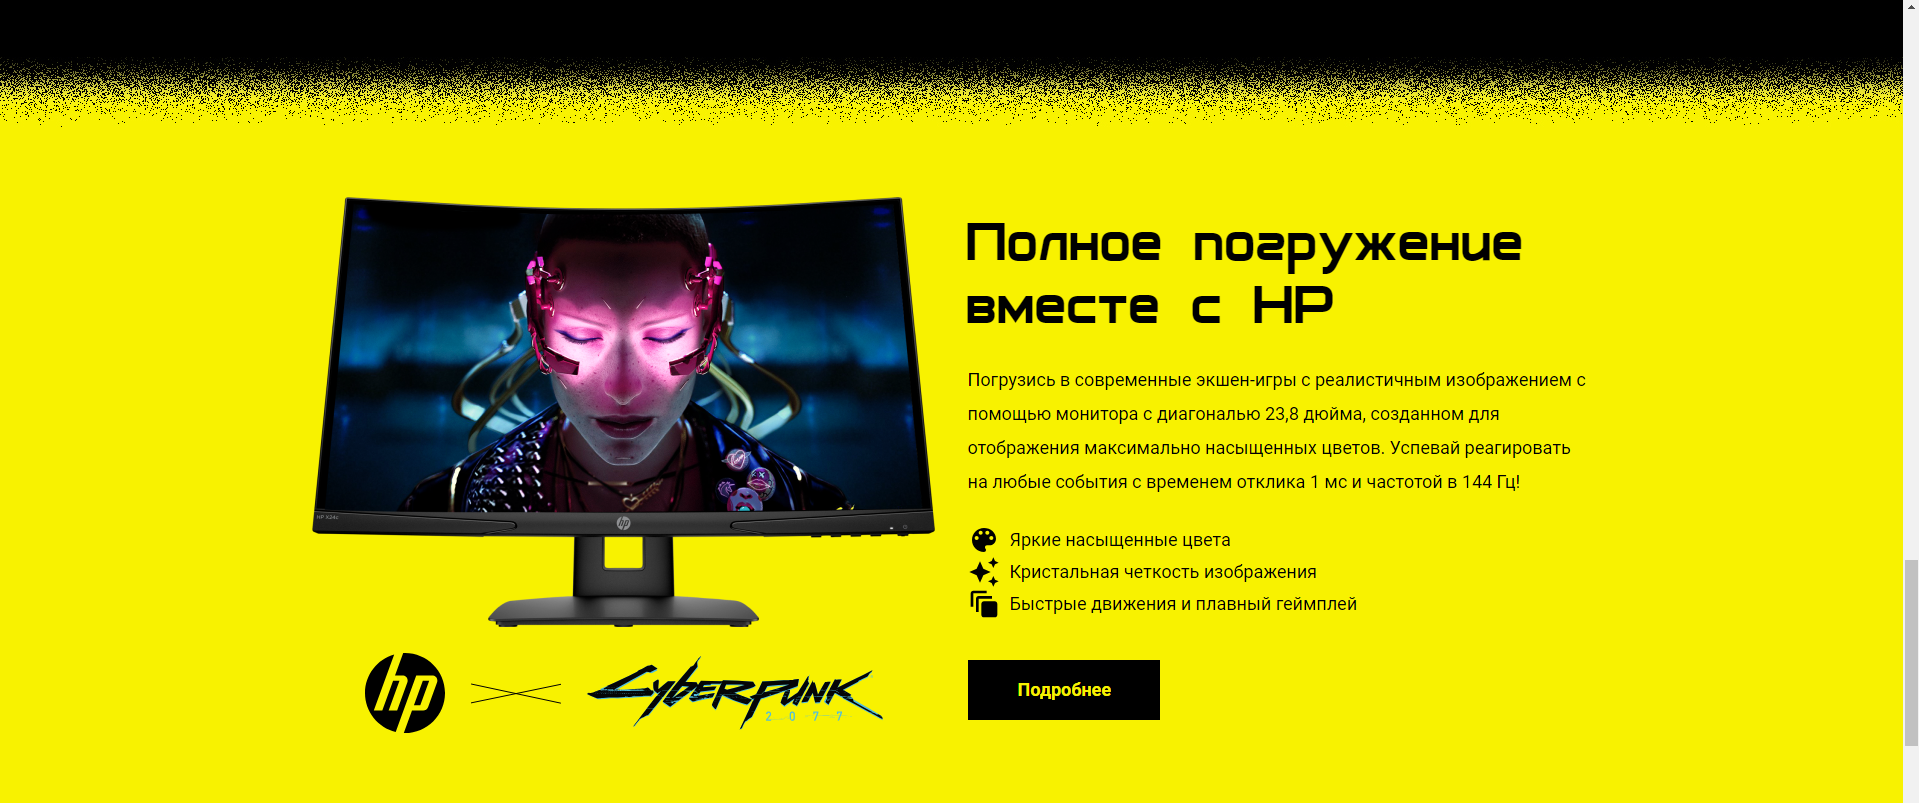 Полное погружение
вместе с HP
Погрузись в современные экшен-игры с реалистичным изображением с
помощью монитора с диагональю 23,8 дюйма, созданном для
отображения максимально насыщенных цветов. Успевай реагировать
на любые события с временем отклика 1 мс и частотой в 144 Гц!
Яркие насыщенные цвета
Кристальная четкость изображения
Быстрые движения и плавный геймплей
Подробнее
HP X24c
hp
hp
CYBERPUNK
2077